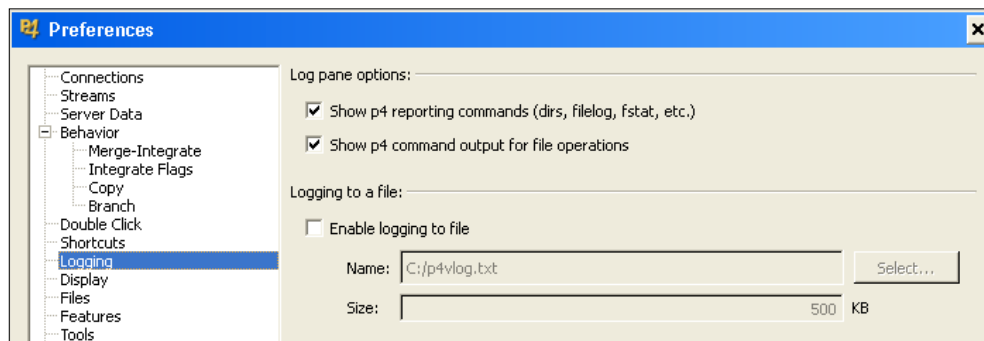 P4 Preferences
Connections
Streams
Server Data
Behavior
Merge-Integrate
Integrate Flags
Copy
Branch
Double Click
Shortcuts
Logging
Display
Files
Features
Tools
Log pane options:
Show p4 reporting commands (dirs, filelog, fstat, etc.)
Show p4 command output for file operations
Logging to a file:
Enable logging to file
Name: C:/p4vlog.txt Select...
Size: 500 KB